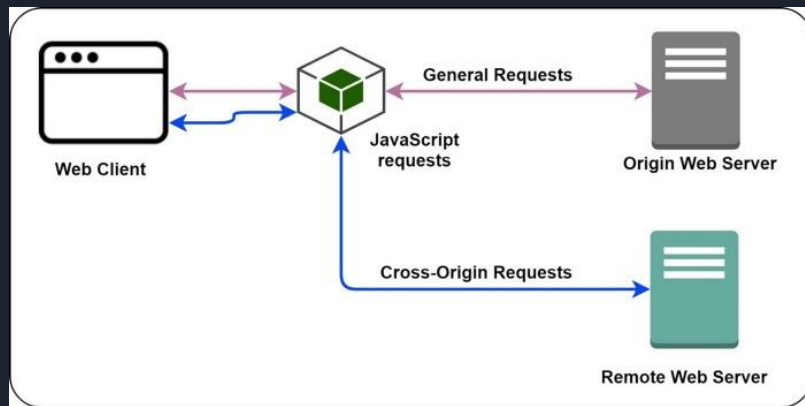 General Requests
JavaScript
requests
Web Client
Origin Web Server
Cross-Origin Requests
Remote Web Server